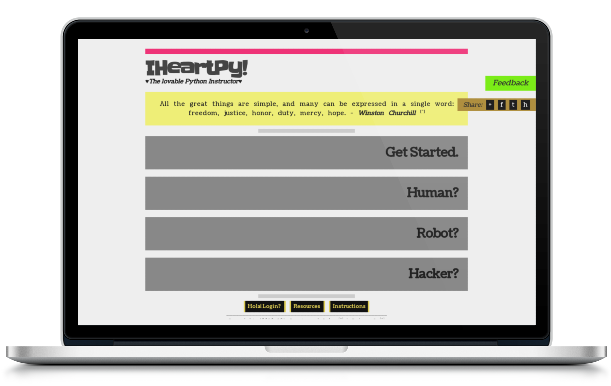 IHeartPy!
♥The lovable Python Instructor♥
Feedback
All the great things are simple, and many can be expressed in a single word:
freedom, justice, honor, duty, mercy, hope. - Winston Churchill
Share: f t h
Get Started.
Human?
Robot?
Hacker?
Hola! Login? Resources Instructions